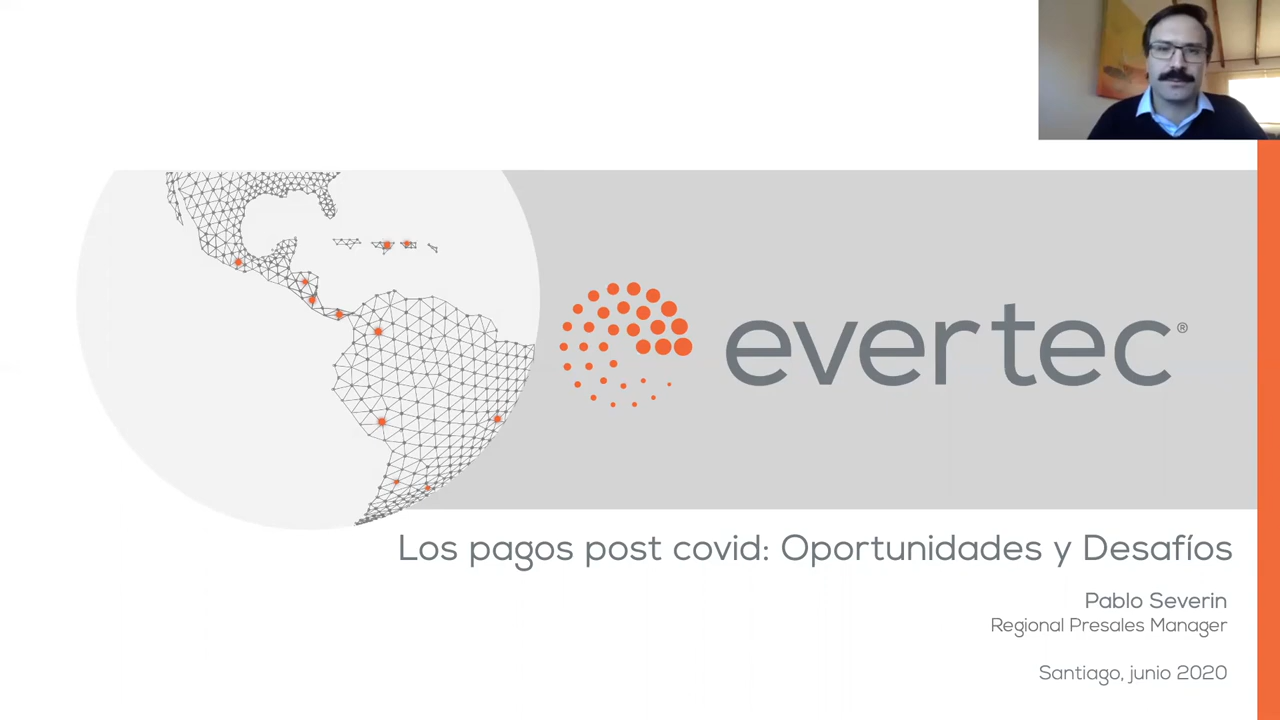 evertec®
Los pagos post covid: Oportunidades y Desafíos
Pablo Severin
Regional Presales Manager
Santiago, junio 2020